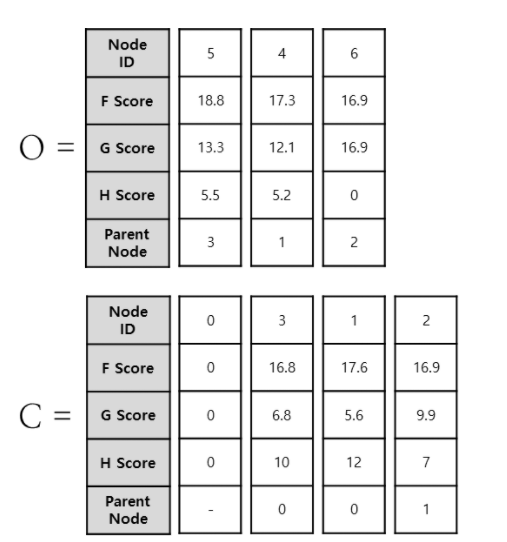 O =
Node ID 5 4 6
F Score 18.8 17.3 16.9
G Score 13.3 12.1 16.9
H Score 5.5 5.2 0
Parent Node 3 1 2
C =
Node ID 0 3 1 2
F Score 0 16.8 17.6 16.9
G Score 0 6.8 5.6 9.9
H Score 0 10 12 7
Parent Node - 0 0 1